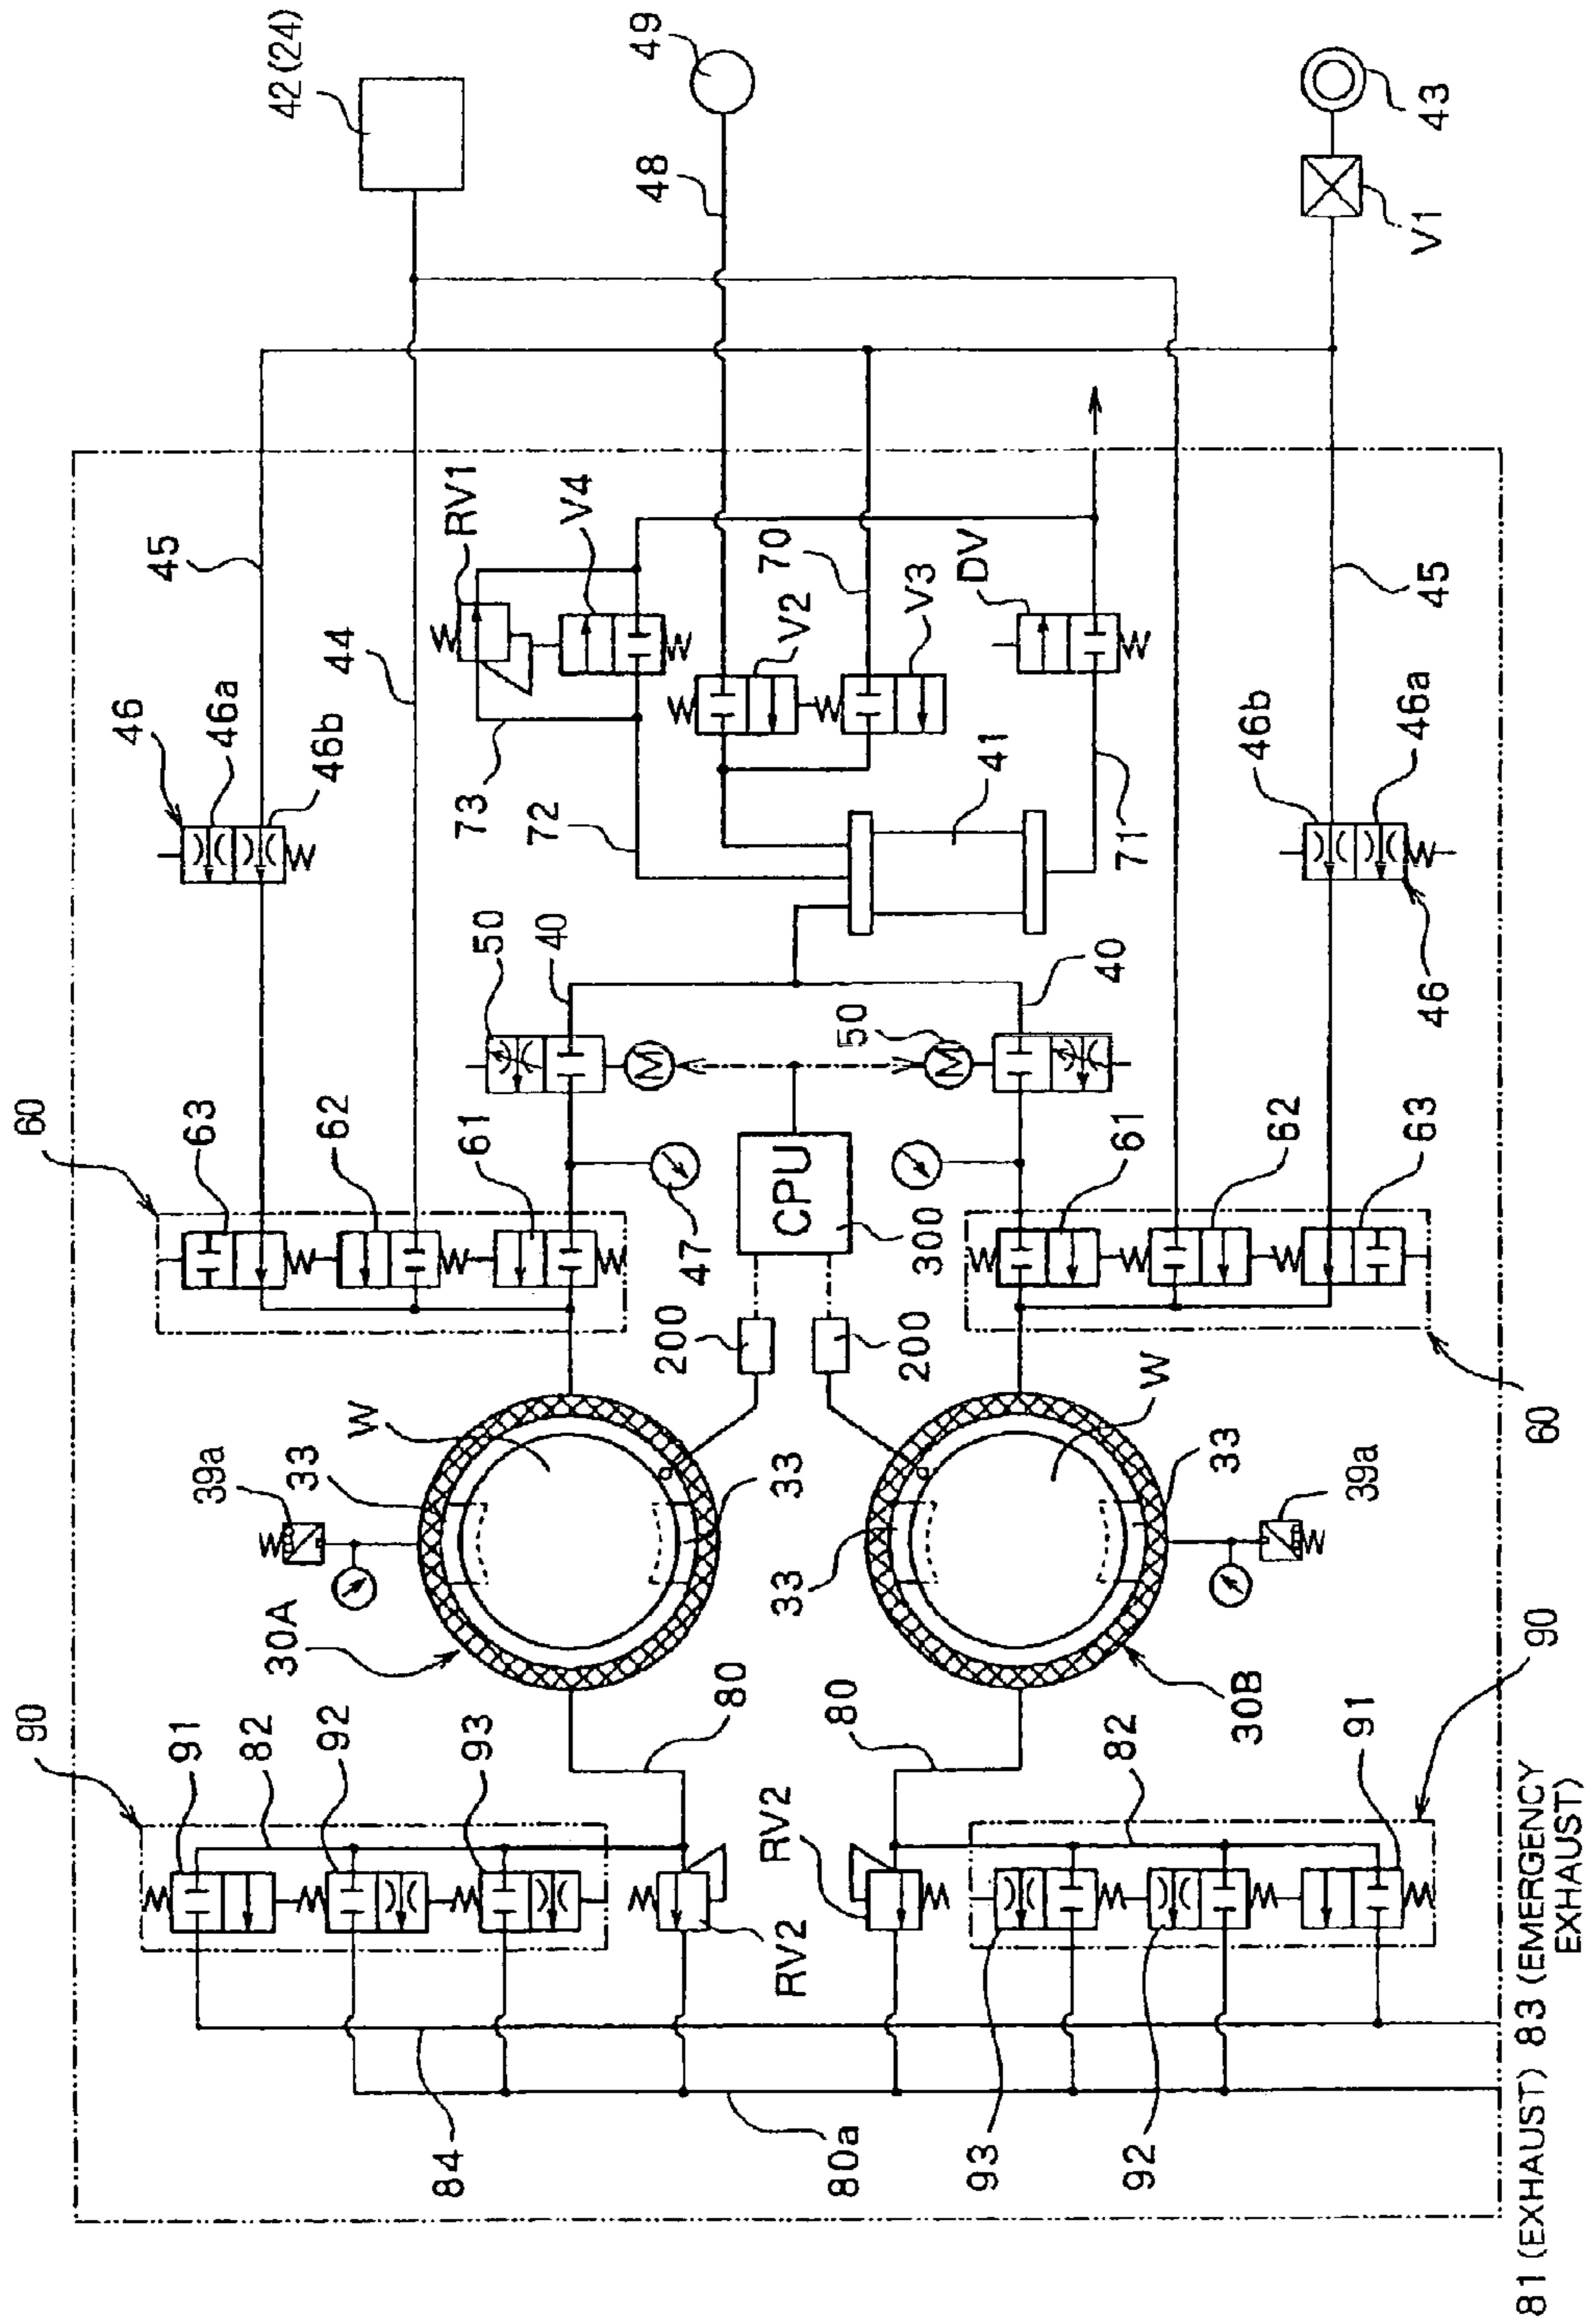 42 (24)
49
48
43
V1
RV1
V4
45
44
46
46a
46b
73
72
V2
70
V3
DV
41
71
45
46b
46a
46
50
40
50
40
M
M
60
63
62
61
47
CPU
300
61
62
63
60
200
200
W
W
39a
33
33
33
33
39a
30A
30B
90
91
82
92
93
80
80
82
91
90
RV2
RV2
93
92
84
80a
81 (EXHAUST)
83 (EMERGENCY
EXHAUST)